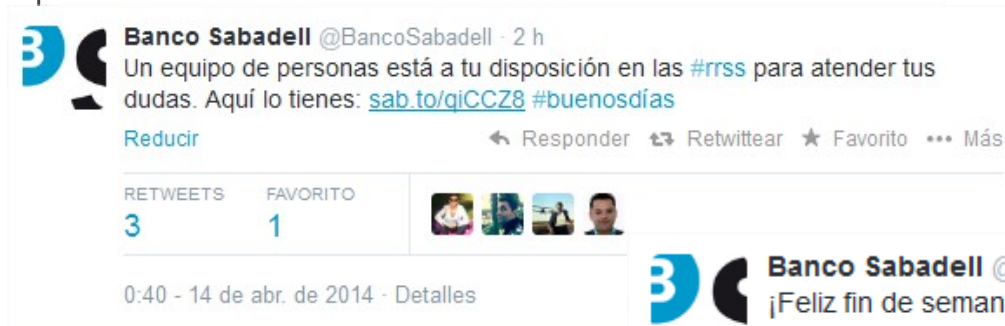 Banco Sabadell @BancoSabadell · 2 h
Un equipo de personas está a tu disposición en las #rrss para atender tus
dudas. Aquí lo tienes: sab.to/qiCCZ8 #buenosdías
Reducir Responder Retwittear Favorito Más
RETWEETS FAVORITO
3 1
0:40 - 14 de abr. de 2014 · Detalles
Banco Sabadell @
¡Feliz fin de seman